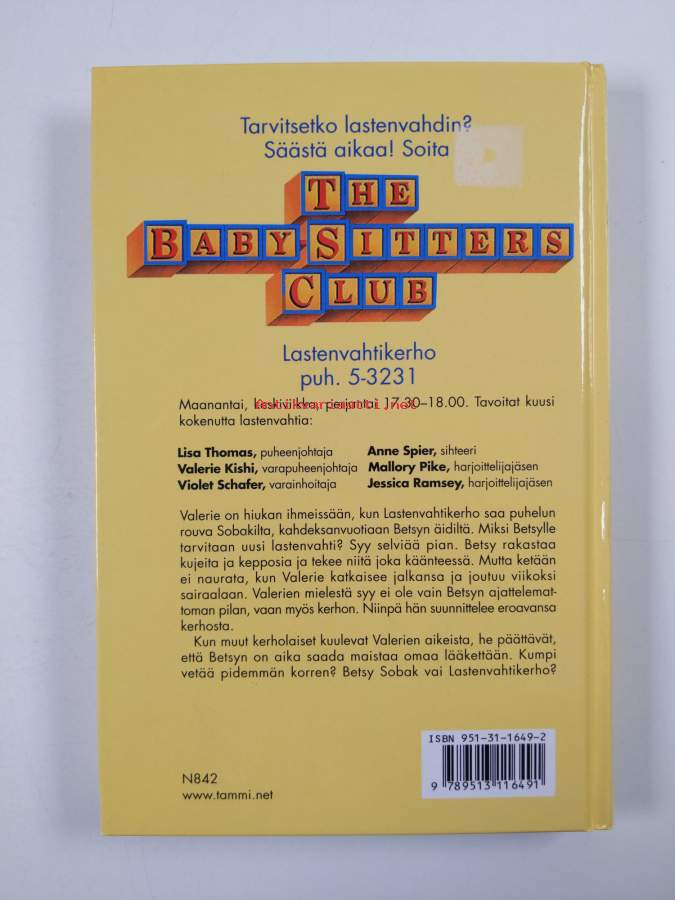 Tarvitsetko lastenvahdin?
Säästä aikaa! Soita
THE
BABY-SITTERS
CLUB
Lastenvahtikerho
puh. 5-3231
Maanantai, keskiviikko, perjantai 17.30–18.00. Tavoitat kuusi
kokenutta lastenvahtia:
Lisa Thomas, puheenjohtaja Anne Spier, sihteeri
Valerie Kishi, varapuheenjohtaja Mallory Pike, harjoittelijajäsen
Violet Schafer, varainhoitaja Jessica Ramsey, harjoittelijajäsen
Valerie on hiukan ihmeissään, kun Lastenvahtikerho saa puhelun
rouva Sobakilta, kahdeksanvuotiaan Betsyn äidiltä. Miksi Betsylle
tarvitaan uusi lastenvahti? Syy selviää pian. Betsy rakastaa
kujeita ja kepposia ja tekee niitä joka käänteessä. Mutta ketään
ei naurata, kun Valerie katkaisee jalkansa ja joutuu viikoksi
sairaalaan. Valerien mielestä syy ei ole vain Betsyn ajattelemat-
toman pilan, vaan myös kerhon. Niinpä hän suunnittelee eroavansa
kerhosta.
Kun muut kerholaiset kuulevat Valerien aikeista, he päättävät,
että Betsyn on aika saada maistaa omaa lääkettään. Kumpi
vetää pidemmän korren? Betsy Sobak vai Lastenvahtikerho?
ISBN 951-31-1649-2
9 789513 116491
N842
www.tammi.net